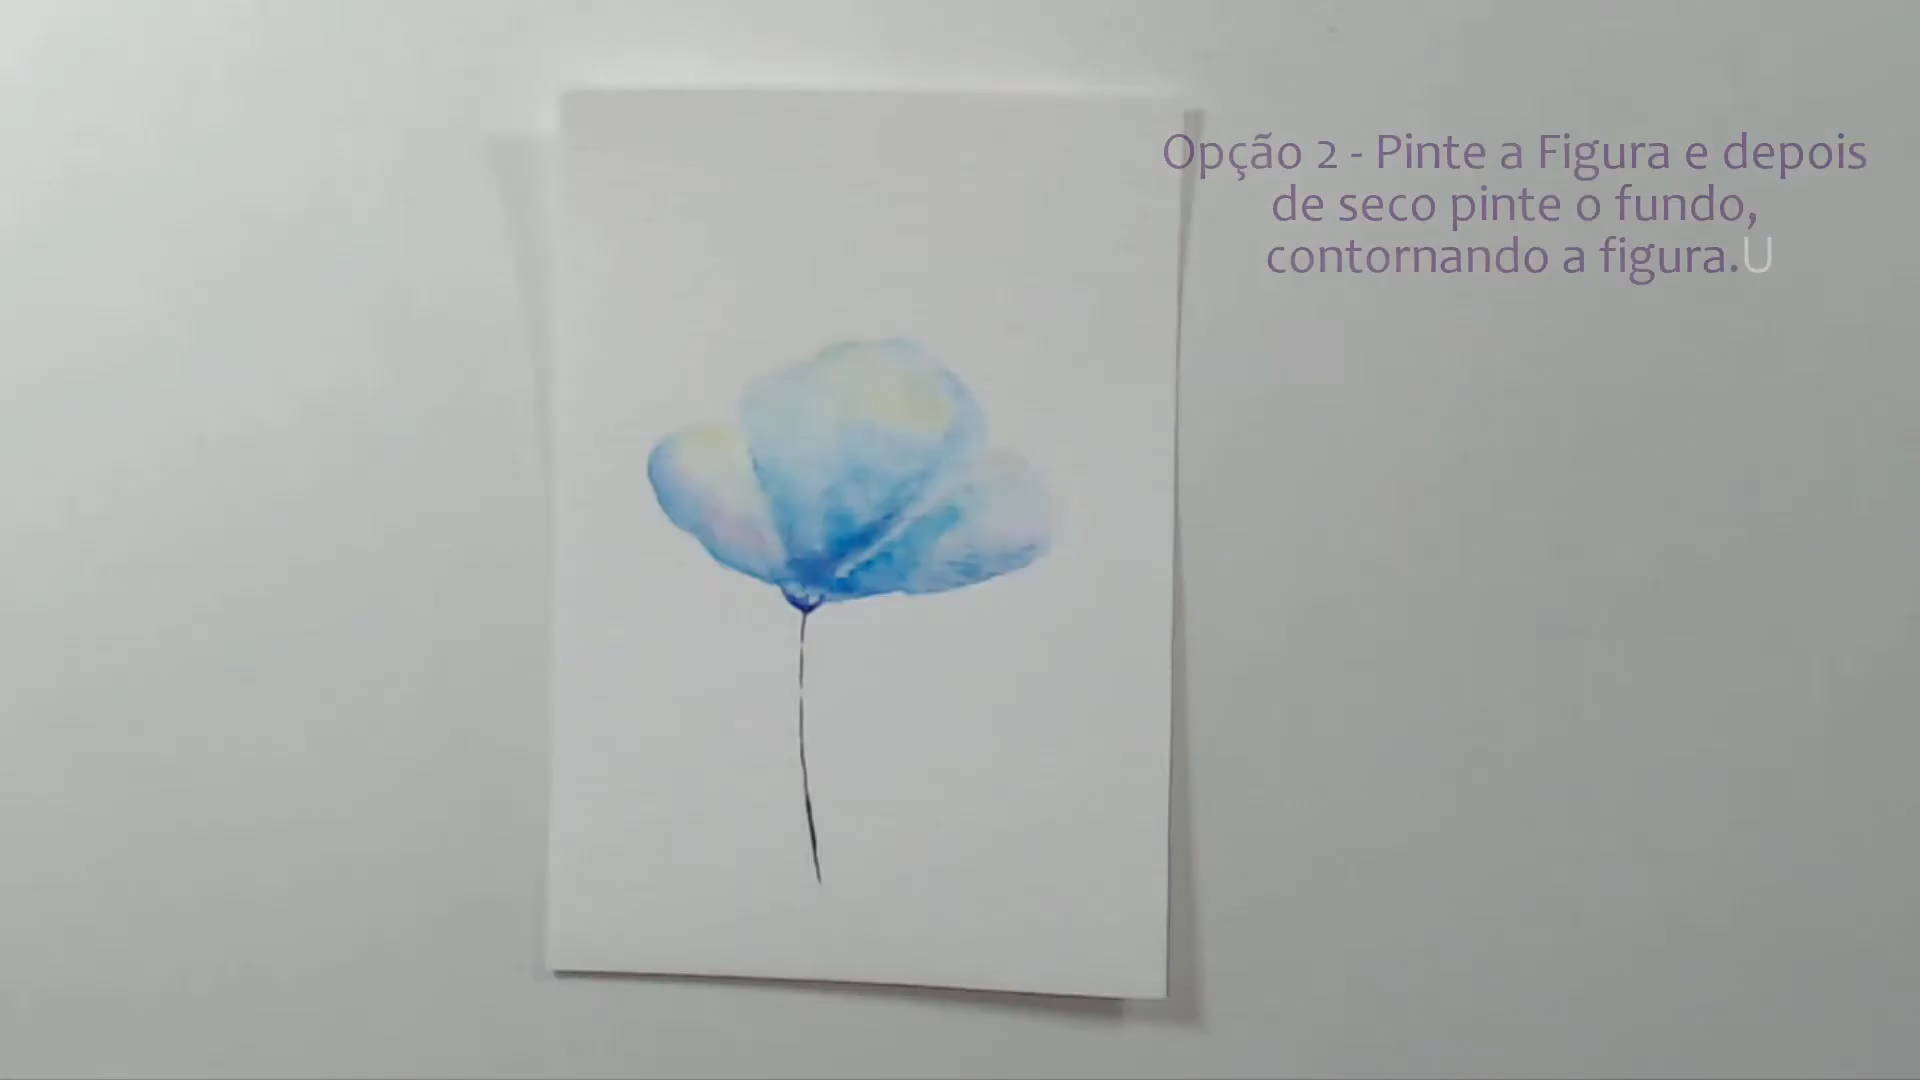 Opção 2 - Pinte a Figura e depois
de seco pinte o fundo,
contornando a figura.U